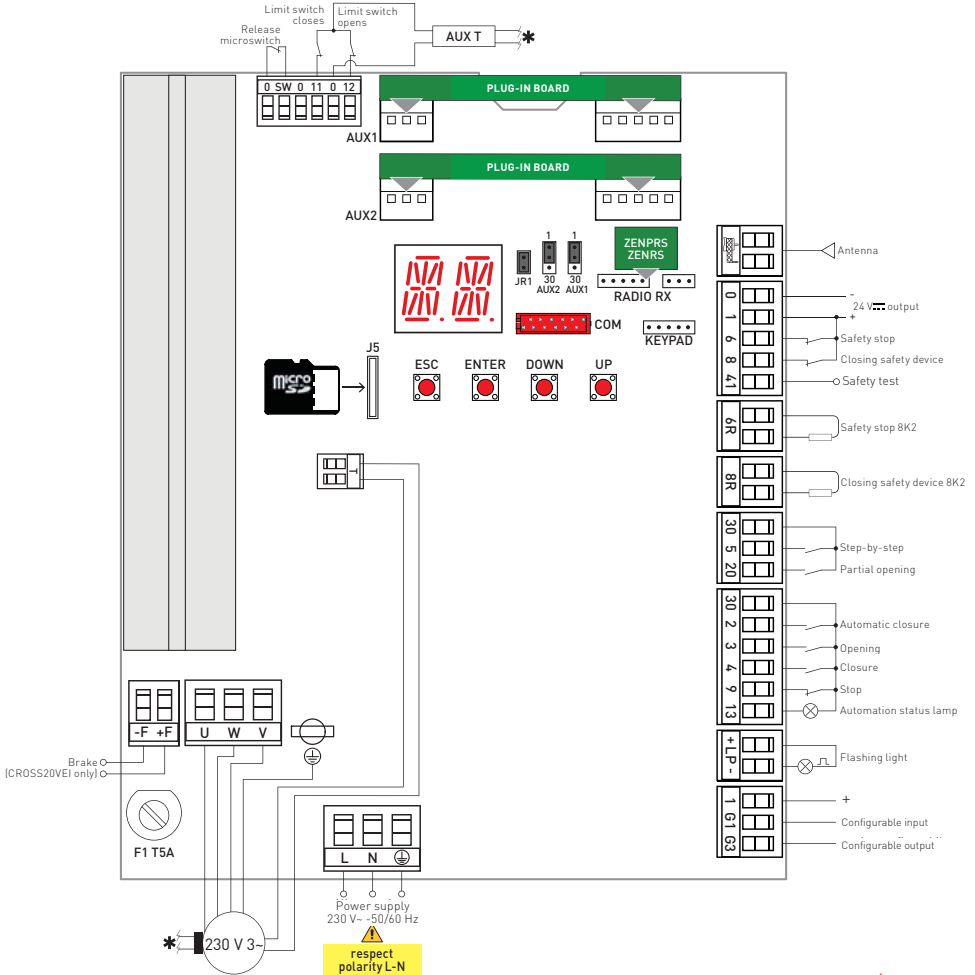 Limit switch
closes
Limit switch
opens
Release
microswitch
AUX T
*
0 SW 0 11 0 12
PLUG-IN BOARD
AUX1
PLUG-IN BOARD
AUX2
ZENPRS
ZENRS
1
1
JR1
30
AUX2
30
AUX1
RADIO RX
COM
KEYPAD
Antenna
0
1
6
8
41
-
24 V output
+
Safety stop
Closing safety device
Safety test
J5
micro
SD
ESC
ENTER
DOWN
UP
6R
Safety stop 8K2
8R
Closing safety device 8K2
T
30
5
20
Step-by-step
Partial opening
30
2
3
4
9
13
Automatic closure
Opening
Closure
Stop
Automation status lamp
-F +F
U W V
Brake
(CROSS20VEI only)
+LP-
Flashing light
1
G1
G3
+
Configurable input
Configurable output
F1 T5A
L N
Power supply
230 V~ -50/60 Hz
respect
polarity L-N
*
230 V 3~